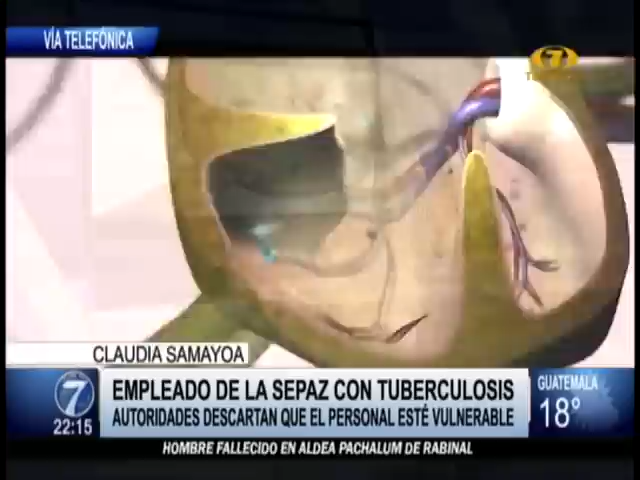 VÍA TELEFÓNICA
7
CLAUDIA SAMAYOA
EMPLEADO DE LA SEPAZ CON TUBERCULOSIS
AUTORIDADES DESCARTAN QUE EL PERSONAL ESTÉ VULNERABLE
7
22:15
GUATEMALA
18°
HOMBRE FALLECIDO EN ALDEA PACHALUM DE RABINAL